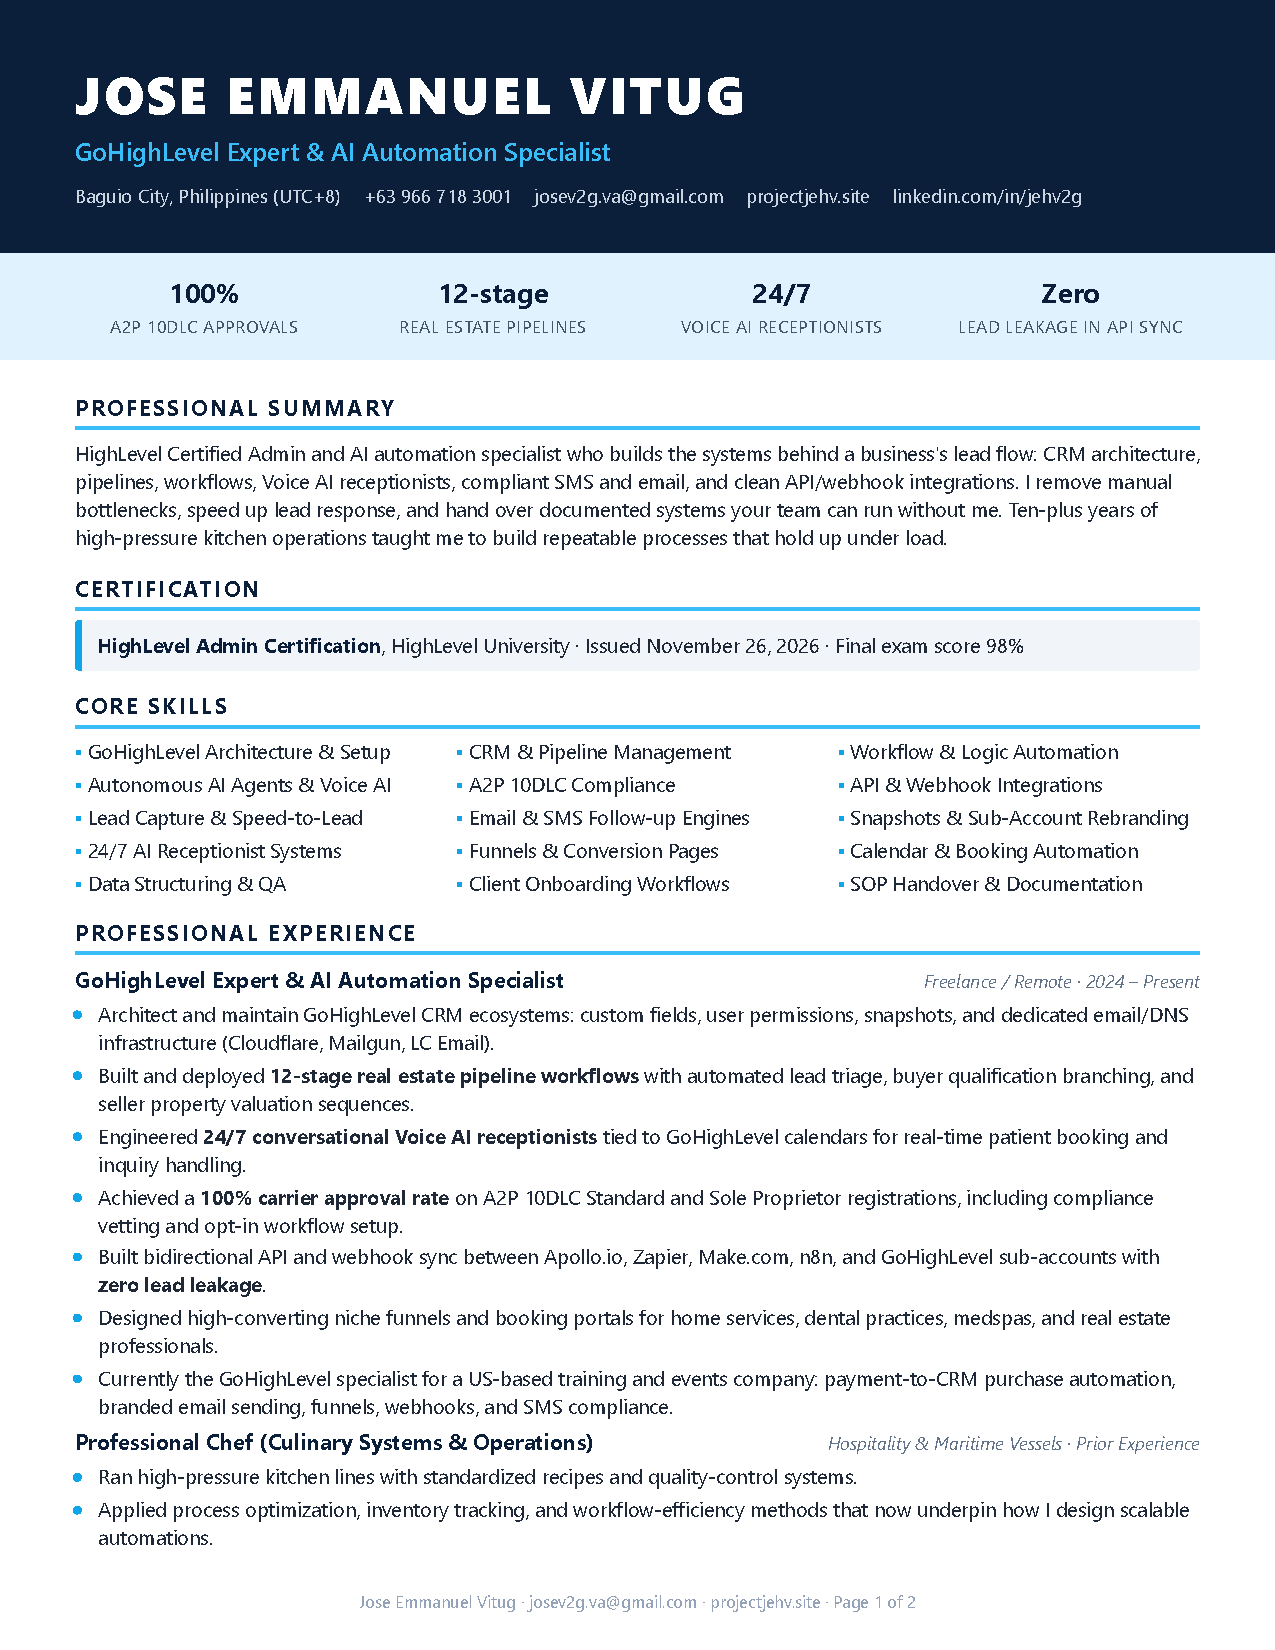 JOSE EMMANUEL VITUG
GoHighLevel Expert & AI Automation Specialist
Baguio City, Philippines (UTC+8) +63 966 718 3001 josev2g.va@gmail.com projectjehv.site linkedin.com/in/jehv2g
100% 12-stage 24/7 Zero
A2P 10DLC APPROVALS REAL ESTATE PIPELINES VOICE AI RECEPTIONISTS LEAD LEAKAGE IN API SYNC
PROFESSIONAL SUMMARY
HighLevel Certified Admin and AI automation specialist who builds the systems behind a business's lead flow: CRM architecture,
pipelines, workflows, Voice AI receptionists, compliant SMS and email, and clean API/webhook integrations. I remove manual
bottlenecks, speed up lead response, and hand over documented systems your team can run without me. Ten-plus years of
high-pressure kitchen operations taught me to build repeatable processes that hold up under load.
CERTIFICATION
HighLevel Admin Certification, HighLevel University · Issued November 26, 2026 · Final exam score 98%
CORE SKILLS
▪ GoHighLevel Architecture & Setup ▪ CRM & Pipeline Management ▪ Workflow & Logic Automation
▪ Autonomous AI Agents & Voice AI ▪ A2P 10DLC Compliance ▪ API & Webhook Integrations
▪ Lead Capture & Speed-to-Lead ▪ Email & SMS Follow-up Engines ▪ Snapshots & Sub-Account Rebranding
▪ 24/7 AI Receptionist Systems ▪ Funnels & Conversion Pages ▪ Calendar & Booking Automation
▪ Data Structuring & QA ▪ Client Onboarding Workflows ▪ SOP Handover & Documentation
PROFESSIONAL EXPERIENCE
GoHighLevel Expert & AI Automation Specialist Freelance / Remote · 2024 – Present
• Architect and maintain GoHighLevel CRM ecosystems: custom fields, user permissions, snapshots, and dedicated email/DNS
infrastructure (Cloudflare, Mailgun, LC Email).
• Built and deployed 12-stage real estate pipeline workflows with automated lead triage, buyer qualification branching, and
seller property valuation sequences.
• Engineered 24/7 conversational Voice AI receptionists tied to GoHighLevel calendars for real-time patient booking and
inquiry handling.
• Achieved a 100% carrier approval rate on A2P 10DLC Standard and Sole Proprietor registrations, including compliance
vetting and opt-in workflow setup.
• Built bidirectional API and webhook sync between Apollo.io, Zapier, Make.com, n8n, and GoHighLevel sub-accounts with
zero lead leakage.
• Designed high-converting niche funnels and booking portals for home services, dental practices, medspas, and real estate
professionals.
• Currently the GoHighLevel specialist for a US-based training and events company: payment-to-CRM purchase automation,
branded email sending, funnels, webhooks, and SMS compliance.
Professional Chef (Culinary Systems & Operations) Hospitality & Maritime Vessels · Prior Experience
• Ran high-pressure kitchen lines with standardized recipes and quality-control systems.
• Applied process optimization, inventory tracking, and workflow-efficiency methods that now underpin how I design scalable
automations.
Jose Emmanuel Vitug · josev2g.va@gmail.com · projectjehv.site · Page 1 of 2